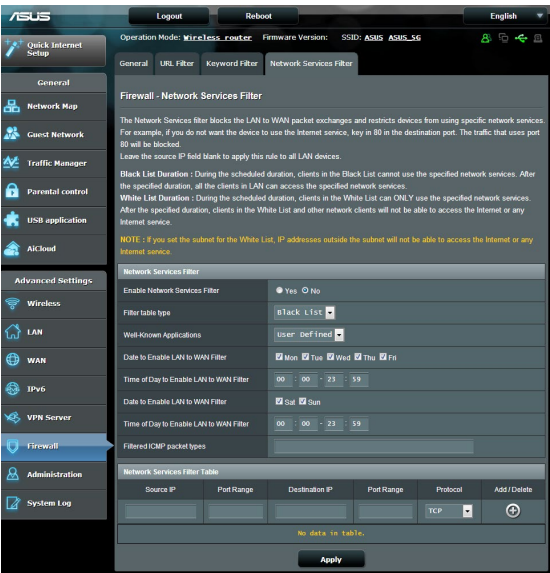 ASUS
Logout
Reboot
English
Quick Internet
Setup
Operation Mode: Wireless router Firmware Version: SSID: ASUS ASUS_5G
General
URL Filter
Keyword Filter
Network Services Filter
General
Network Map
Guest Network
Traffic Manager
Parental control
USB application
AiCloud
Advanced Settings
Wireless
LAN
WAN
IPv6
VPN Server
Firewall
Administration
System Log
Firewall - Network Services Filter
The Network Services filter blocks the LAN to WAN packet exchanges and restricts devices from using specific network services.
For example, if you do not want the device to use the Internet service, key in 80 in the destination port. The traffic that uses port
80 will be blocked.
Leave the source IP field blank to apply this rule to all LAN devices.
Black List Duration : During the scheduled duration, clients in the Black List cannot use the specified network services. After
the specified duration, all the clients in LAN can access the specified network services.
White List Duration : During the scheduled duration, clients in the White List can ONLY use the specified network services.
After the specified duration, clients in the White List and other network clients will not be able to access the Internet or any
Internet service.
NOTE : If you set the subnet for the White List, IP addresses outside the subnet will not be able to access the Internet or any
Internet service.
Network Services Filter
Enable Network Services Filter Yes No
Filter table type Black List
Well-Known Applications User Defined
Date to Enable LAN to WAN Filter Mon Tue Wed Thu Fri
Time of Day to Enable LAN to WAN Filter 00 : 00 - 23 : 59
Date to Enable LAN to WAN Filter Sat Sun
Time of Day to Enable LAN to WAN Filter 00 : 00 - 23 : 59
Filtered ICMP packet types
Network Services Filter Table
Source IP Port Range Destination IP Port Range Protocol Add / Delete
TCP
No data in table.
Apply